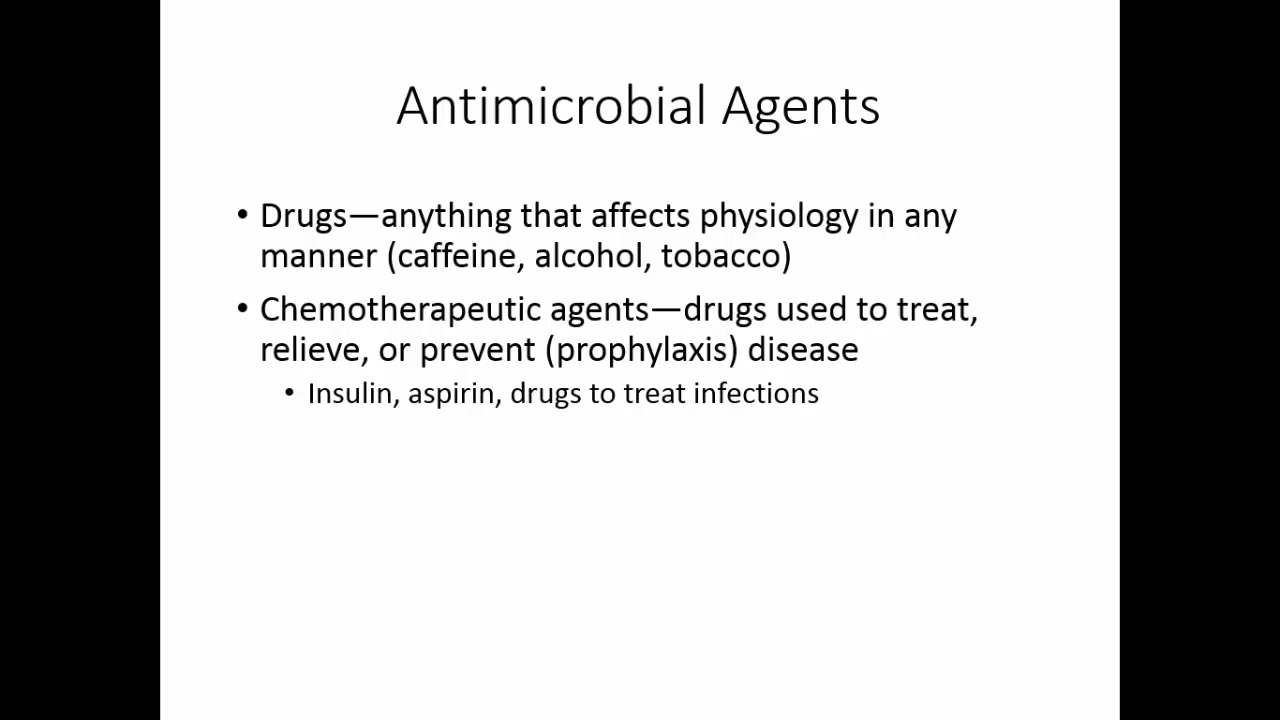 Antimicrobial Agents
• Drugs—anything that affects physiology in any
manner (caffeine, alcohol, tobacco)
• Chemotherapeutic agents—drugs used to treat,
relieve, or prevent (prophylaxis) disease
• Insulin, aspirin, drugs to treat infections